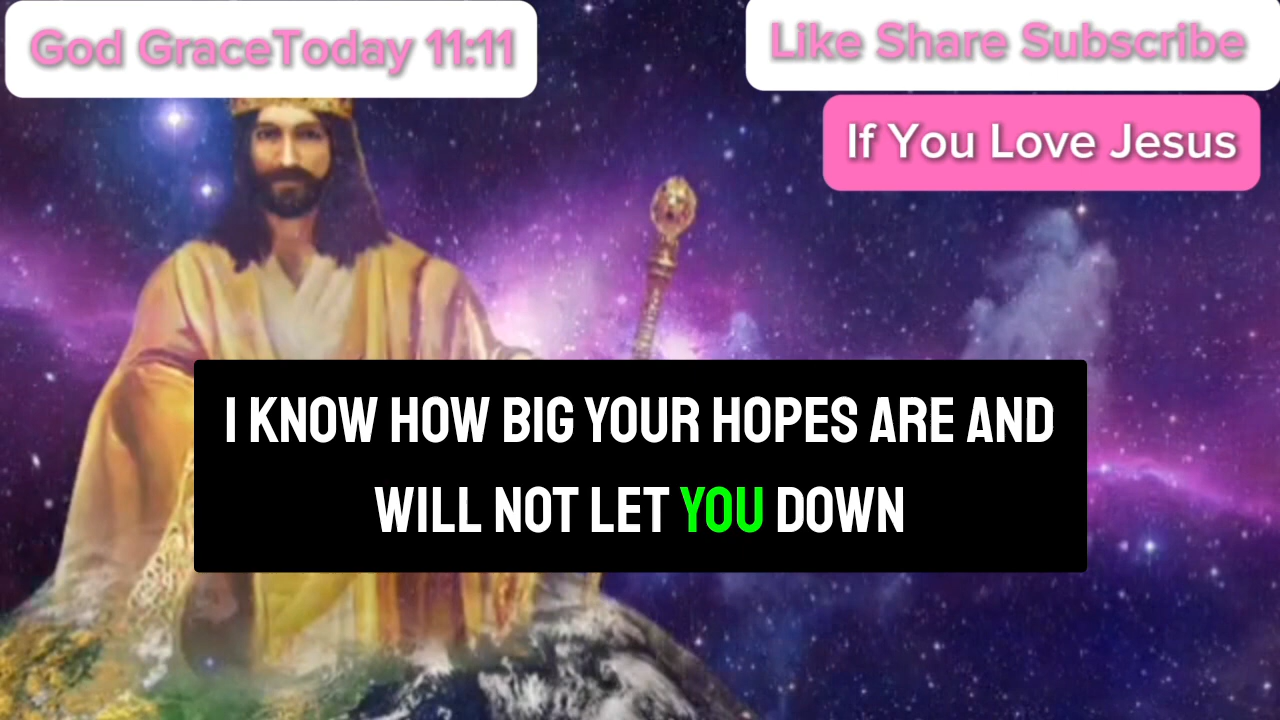 God GraceToday 11:11
Like Share Subscribe
If You Love Jesus
I KNOW HOW BIG YOUR HOPES ARE AND
WILL NOT LET YOU DOWN